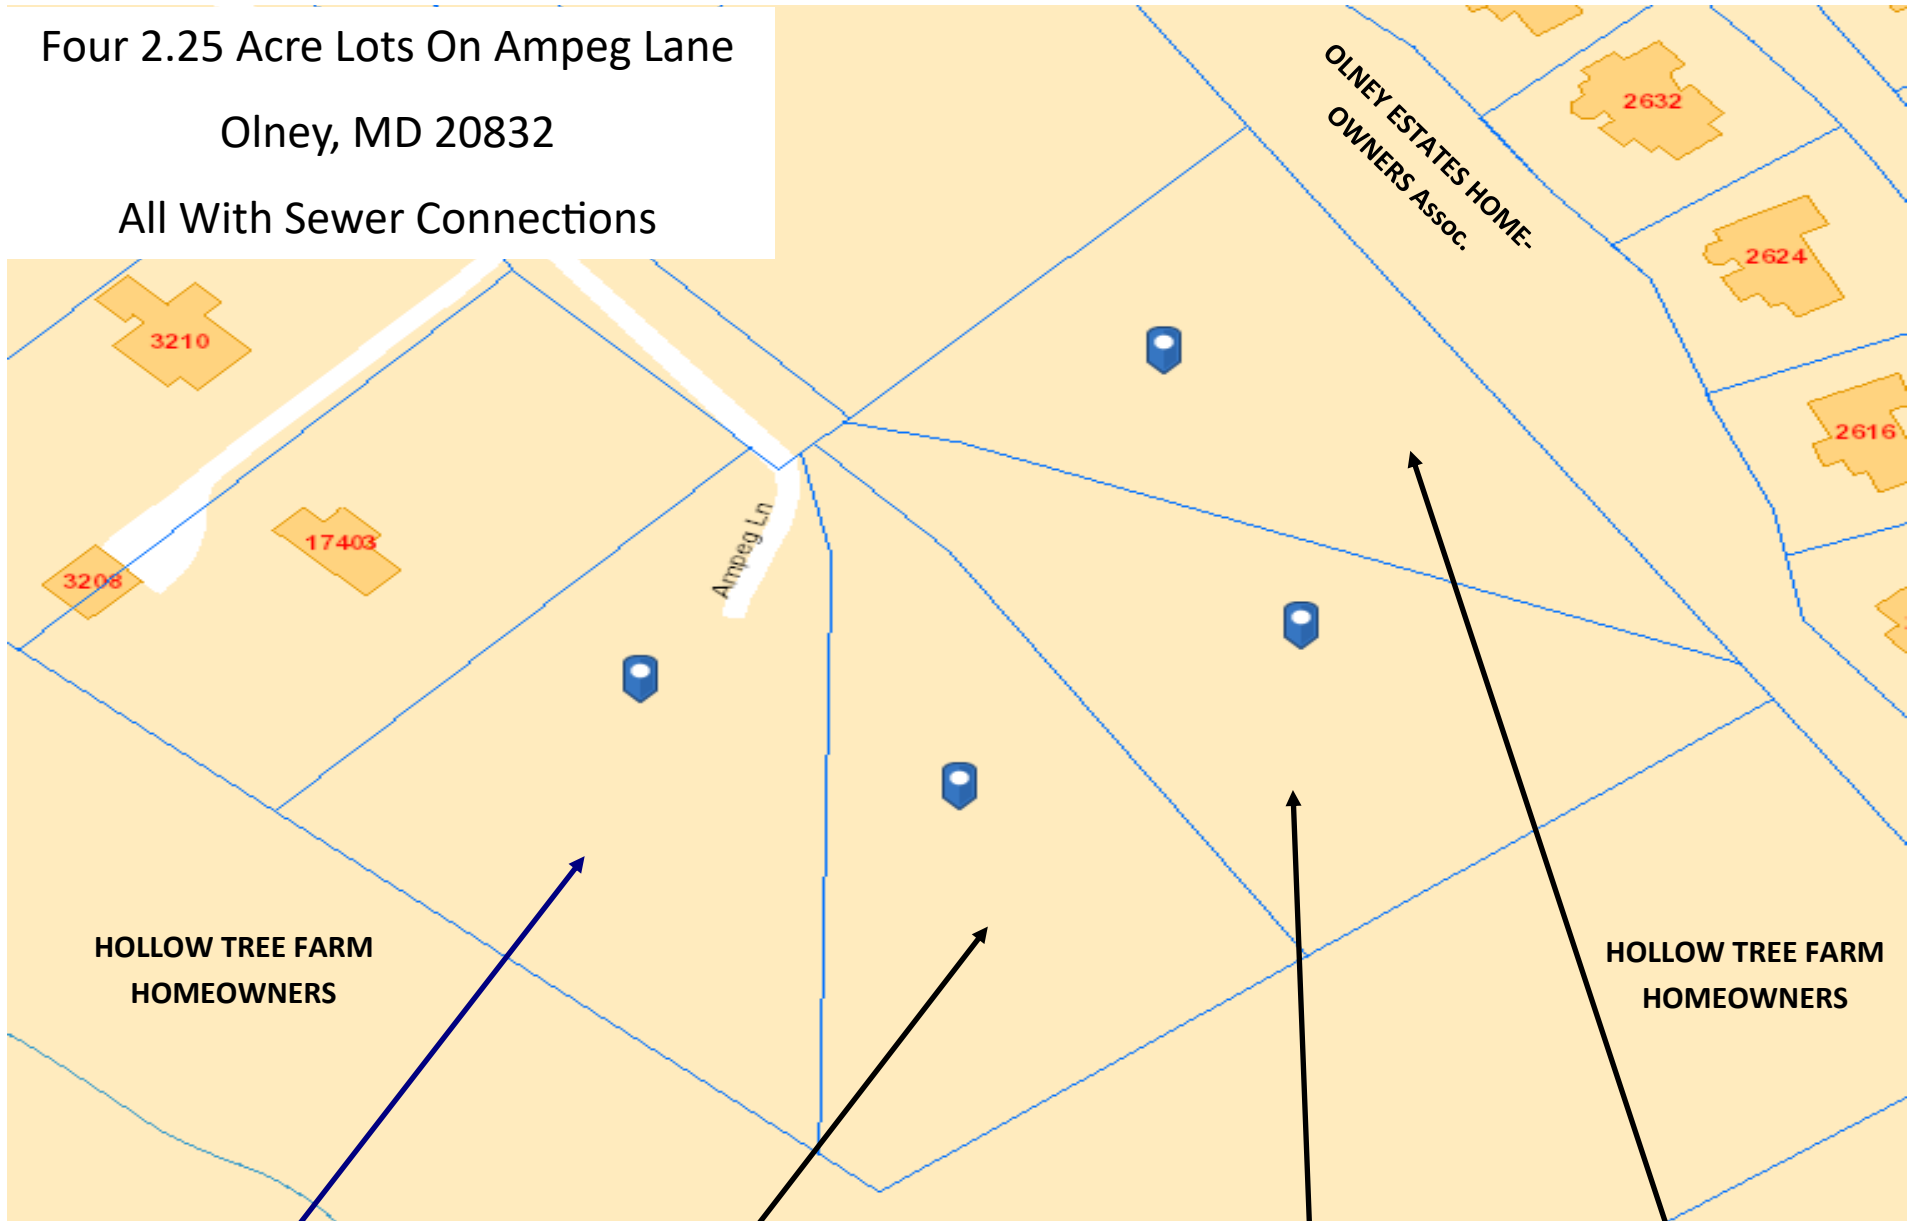 Four 2.25 Acre Lots On Ampeg Lane
Olney, MD 20832
All With Sewer Connections
OLNEY ESTATES HOME-
OWNERS Assoc.
2632
2624
2616
3210
17403
3208
Ampeg Ln
HOLLOW TREE FARM
HOMEOWNERS
HOLLOW TREE FARM
HOMEOWNERS